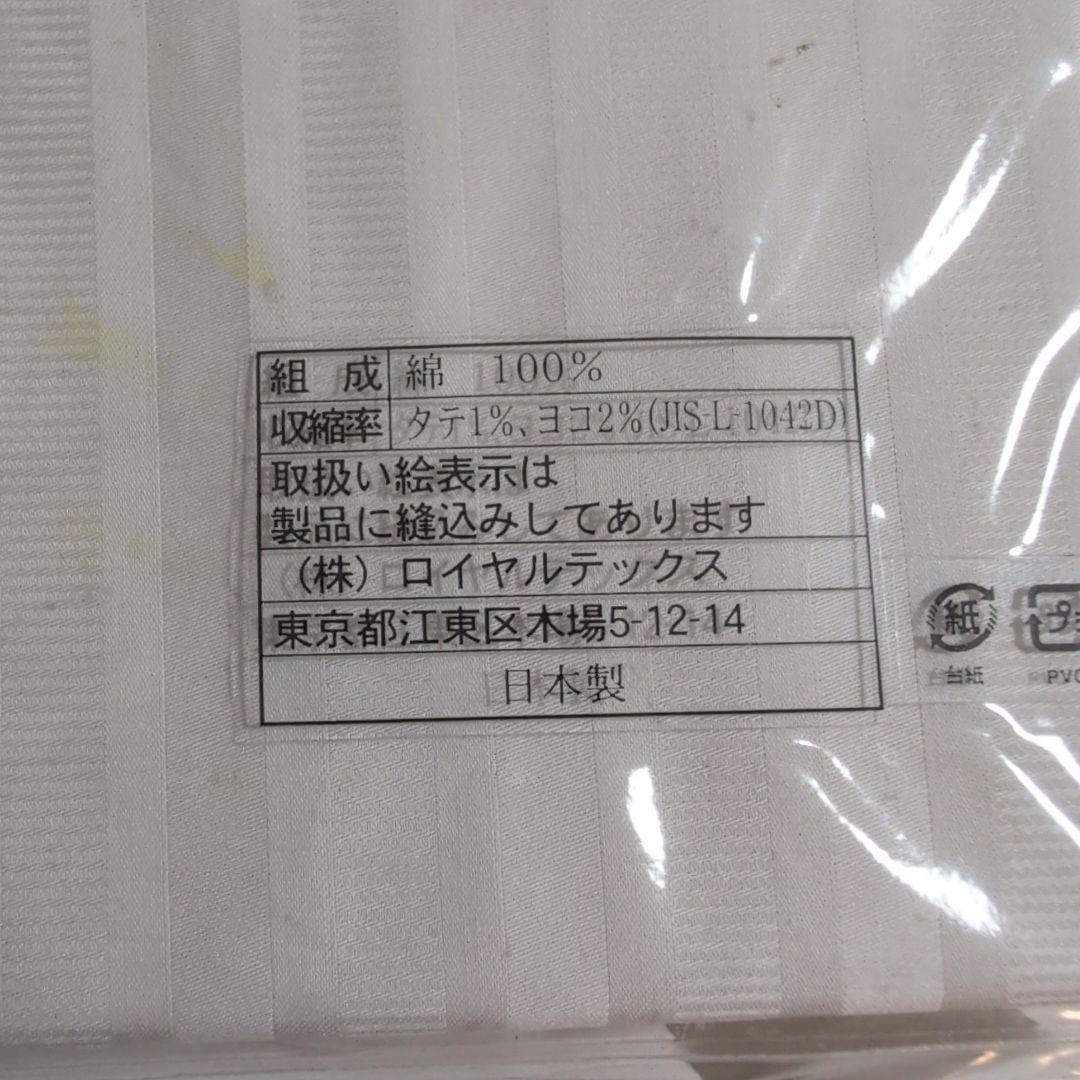 組成 綿 100%
収縮率 タテ1%、ヨコ2%(JIS-L-1042D)
取扱い絵表示は
製品に縫込みしてあります
(株) ロイヤルテックス
東京都江東区木場5-12-14
日本製
紙 プラ
台紙 PVC